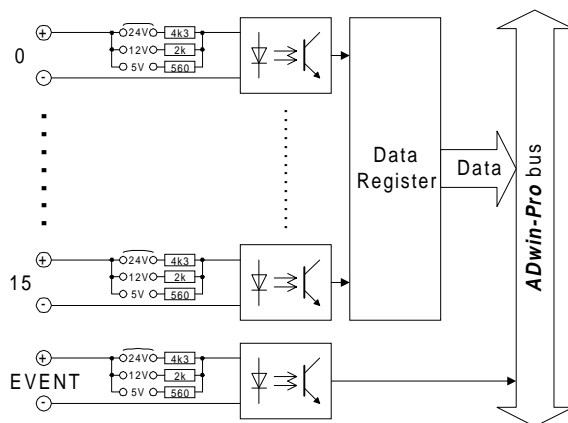 + 24V 4k3
0 12V 2k
- 5V 560
Data Register
Data
ADwin-Pro bus
+ 24V 4k3
15 12V 2k
- 5V 560
+ 24V 4k3
EVENT 12V 2k
- 5V 560